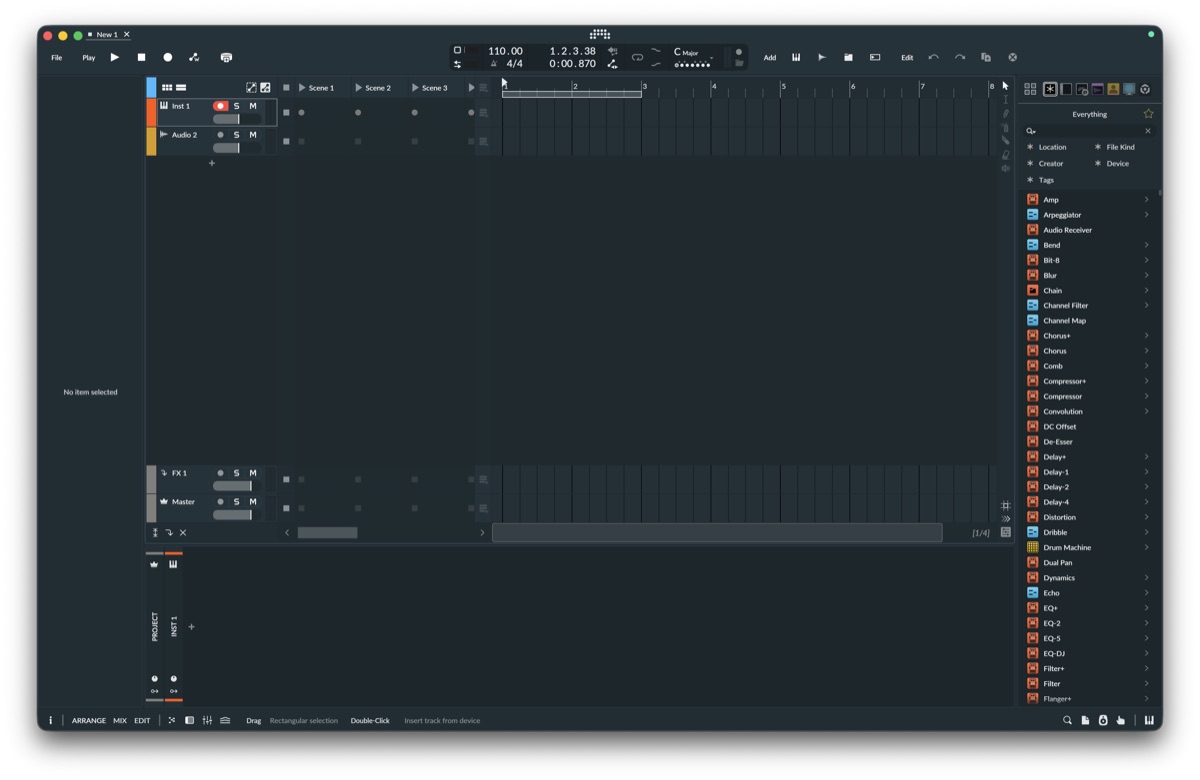 New 1
File Play 110.00 1.2.3.38 C Major Add Edit
4/4 0:00.870
Scene 1 Scene 2 Scene 3 1 2 3 4 5 6 7 8
Inst 1 S M
Audio 2 S M
+
No item selected
FX 1 S M
Master S M
[1/4]
PROJECT
INST 1
+
Everything
Location File Kind
Creator Device
Tags
Amp
Arpeggiator
Audio Receiver
Bend
Bit-8
Blur
Chain
Channel Filter
Channel Map
Chorus+
Chorus
Comb
Compressor+
Compressor
Convolution
DC Offset
De-Esser
Delay+
Delay-1
Delay-2
Delay-4
Distortion
Dribble
Drum Machine
Dual Pan
Dynamics
Echo
EQ+
EQ-2
EQ-5
EQ-DJ
Filter+
Filter
Flanger+
i ARRANGE MIX EDIT Drag Rectangular selection Double-Click Insert track from device